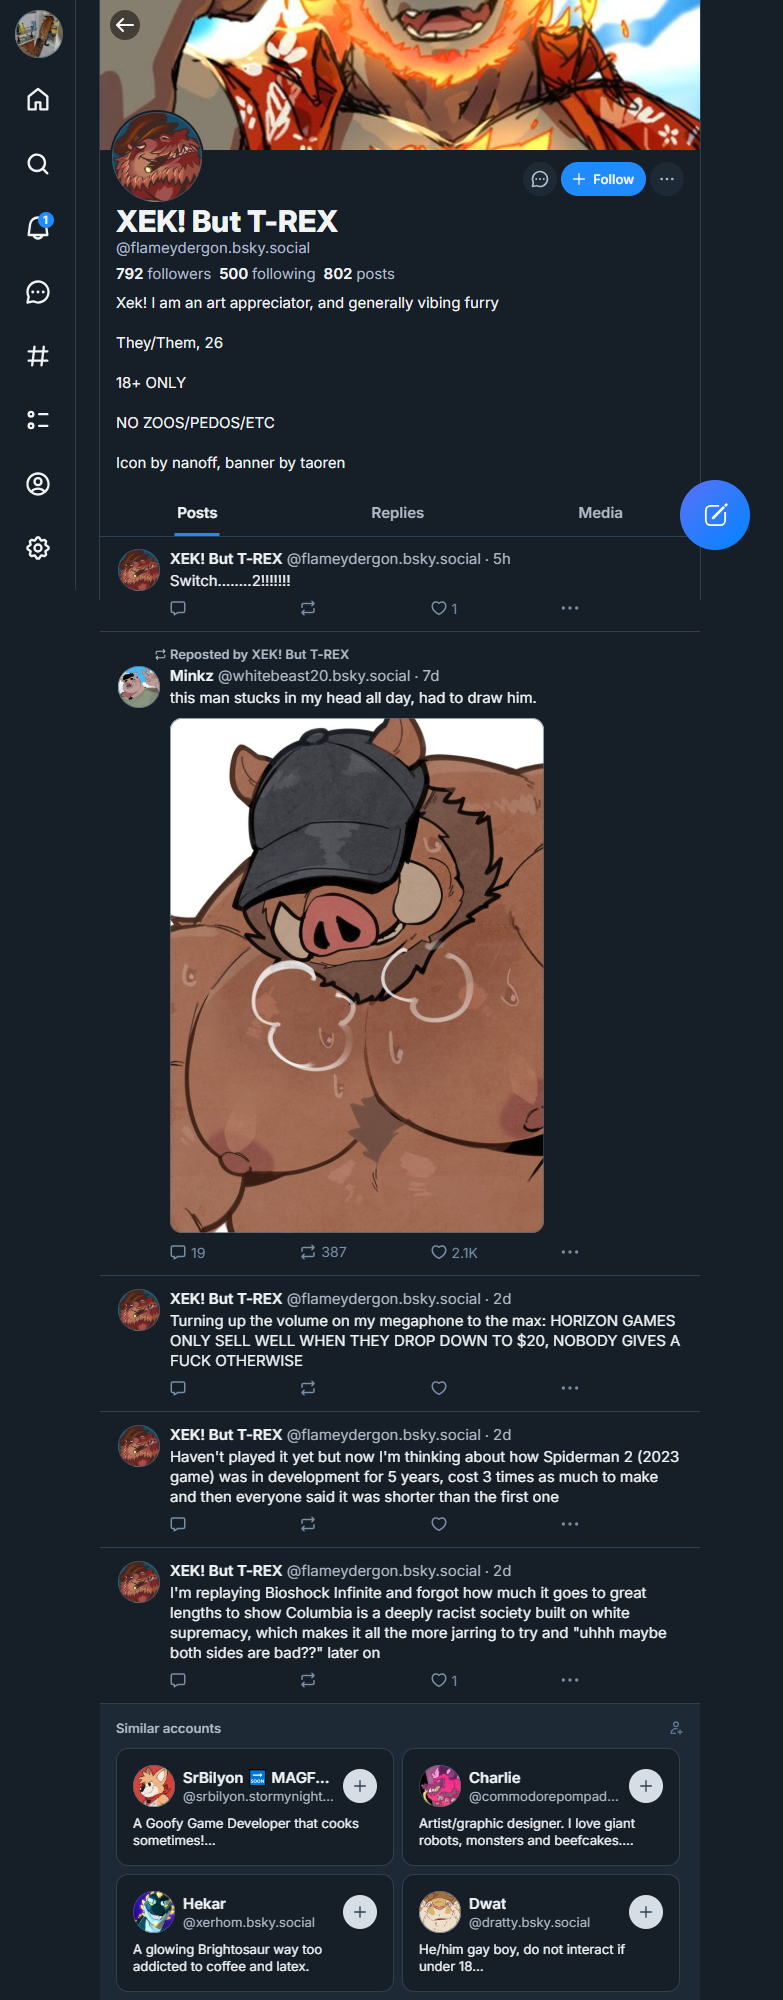 1
+ Follow
XEK! But T-REX
@flameydergon.bsky.social
792 followers 500 following 802 posts
Xek! I am an art appreciator, and generally vibing furry
They/Them, 26
18+ ONLY
NO ZOOS/PEDOS/ETC
Icon by nanoff, banner by taoren
Posts Replies Media
XEK! But T-REX @flameydergon.bsky.social · 5h
Switch........2!!!!!!!
1
Reposted by XEK! But T-REX
Minkz @whitebeast20.bsky.social · 7d
this man stucks in my head all day, had to draw him.
19 387 2.1K
XEK! But T-REX @flameydergon.bsky.social · 2d
Turning up the volume on my megaphone to the max: HORIZON GAMES
ONLY SELL WELL WHEN THEY DROP DOWN TO $20, NOBODY GIVES A
FUCK OTHERWISE
XEK! But T-REX @flameydergon.bsky.social · 2d
Haven't played it yet but now I'm thinking about how Spiderman 2 (2023
game) was in development for 5 years, cost 3 times as much to make
and then everyone said it was shorter than the first one
XEK! But T-REX @flameydergon.bsky.social · 2d
I'm replaying Bioshock Infinite and forgot how much it goes to great
lengths to show Columbia is a deeply racist society built on white
supremacy, which makes it all the more jarring to try and "uhhh maybe
both sides are bad??" later on
1
Similar accounts
SrBilyon 🔜 MAGF...
@srbilyon.stormynight...
A Goofy Game Developer that cooks
sometimes!...
Charlie
@commodorepompad...
Artist/graphic designer. I love giant
robots, monsters and beefcakes....
Hekar
@xerhom.bsky.social
A glowing Brightosaur way too
addicted to coffee and latex.
Dwat
@dratty.bsky.social
He/him gay boy, do not interact if
under 18...